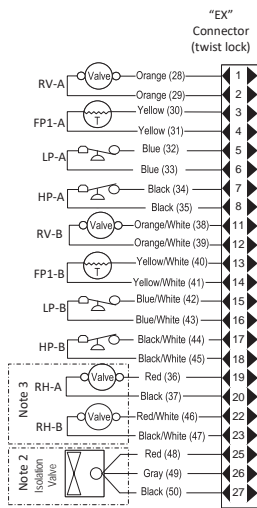 "EX"
Connector
(twist lock)
RV-A
Valve
Orange (28)
1
Orange (29)
2
FP1-A
T
Yellow (30)
3
Yellow (31)
4
LP-A
Blue (32)
5
Blue (33)
6
HP-A
Black (34)
7
Black (35)
8
RV-B
Valve
Orange/White (38)
11
Orange/White (39)
12
FP1-B
T
Yellow/White (40)
13
Yellow/White (41)
14
LP-B
Blue/White (42)
15
Blue/White (43)
16
HP-B
Black/White (44)
17
Black/White (45)
18
Note 3
RH-A
Valve
Red (36)
19
Black (37)
20
RH-B
Valve
Red/White (46)
22
Black/White (47)
23
Note 2
Isolation
Valve
Red (48)
25
Gray (49)
26
Black (50)
27